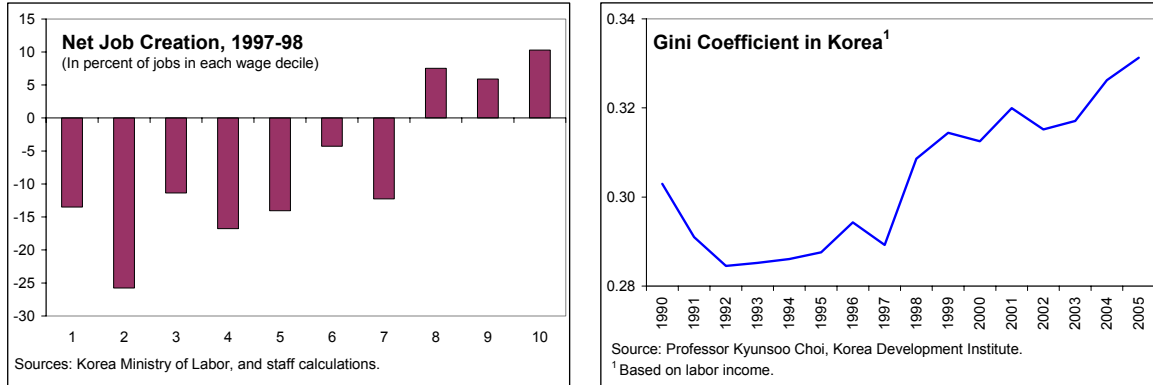 Net Job Creation, 1997-98
(In percent of jobs in each wage decile)
15
10
5
0
-5
-10
-15
-20
-25
-30
1 2 3 4 5 6 7 8 9 10
Sources: Korea Ministry of Labor, and staff calculations.
Gini Coefficient in Korea¹
0.34
0.32
0.30
0.28
1990 1991 1992 1993 1994 1995 1996 1997 1998 1999 2000 2001 2002 2003 2004 2005
Source: Professor Kyunsoo Choi, Korea Development Institute.
¹ Based on labor income.